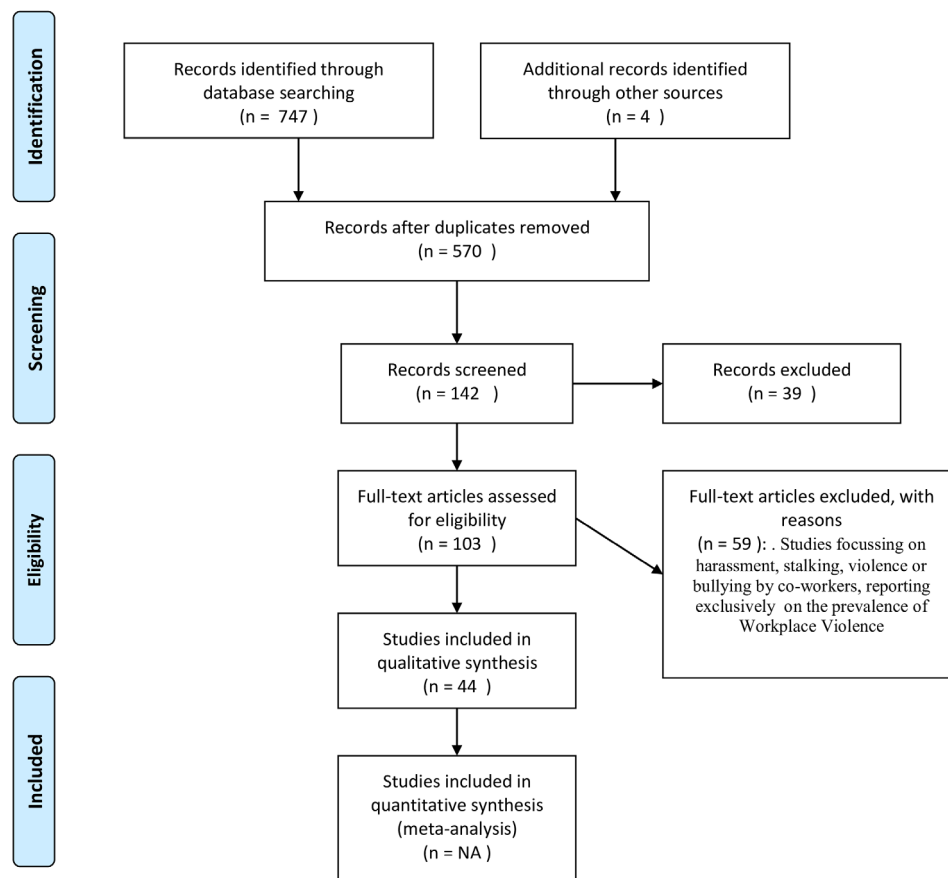 Identification
Records identified through
database searching
(n = 747 )
Additional records identified
through other sources
(n = 4 )
Records after duplicates removed
(n = 570 )
Screening
Records screened
(n = 142 )
Records excluded
(n = 39 )
Eligibility
Full-text articles assessed
for eligibility
(n = 103 )
Full-text articles excluded, with
reasons
(n = 59 ): . Studies focussing on
harassment, stalking, violence or
bullying by co-workers, reporting
exclusively on the prevalence of
Workplace Violence
Studies included in
qualitative synthesis
(n = 44 )
Included
Studies included in
quantitative synthesis
(meta-analysis)
(n = NA )